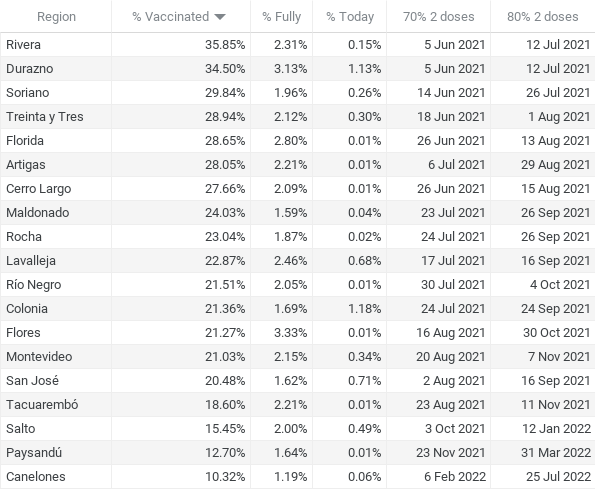 Region % Vaccinated % Fully % Today 70% 2 doses 80% 2 doses
Rivera 35.85% 2.31% 0.15% 5 Jun 2021 12 Jul 2021
Durazno 34.50% 3.13% 1.13% 5 Jun 2021 12 Jul 2021
Soriano 29.84% 1.96% 0.26% 14 Jun 2021 26 Jul 2021
Treinta y Tres 28.94% 2.12% 0.30% 18 Jun 2021 1 Aug 2021
Florida 28.65% 2.80% 0.01% 26 Jun 2021 13 Aug 2021
Artigas 28.05% 2.21% 0.01% 6 Jul 2021 29 Aug 2021
Cerro Largo 27.66% 2.09% 0.01% 26 Jun 2021 15 Aug 2021
Maldonado 24.03% 1.59% 0.04% 23 Jul 2021 26 Sep 2021
Rocha 23.04% 1.87% 0.02% 24 Jul 2021 26 Sep 2021
Lavalleja 22.87% 2.46% 0.68% 17 Jul 2021 16 Sep 2021
Río Negro 21.51% 2.05% 0.01% 30 Jul 2021 4 Oct 2021
Colonia 21.36% 1.69% 1.18% 24 Jul 2021 24 Sep 2021
Flores 21.27% 3.33% 0.01% 16 Aug 2021 30 Oct 2021
Montevideo 21.03% 2.15% 0.34% 20 Aug 2021 7 Nov 2021
San José 20.48% 1.62% 0.71% 2 Aug 2021 16 Sep 2021
Tacuarembó 18.60% 2.21% 0.01% 23 Aug 2021 11 Nov 2021
Salto 15.45% 2.00% 0.49% 3 Oct 2021 12 Jan 2022
Paysandú 12.70% 1.64% 0.01% 23 Nov 2021 31 Mar 2022
Canelones 10.32% 1.19% 0.06% 6 Feb 2022 25 Jul 2022